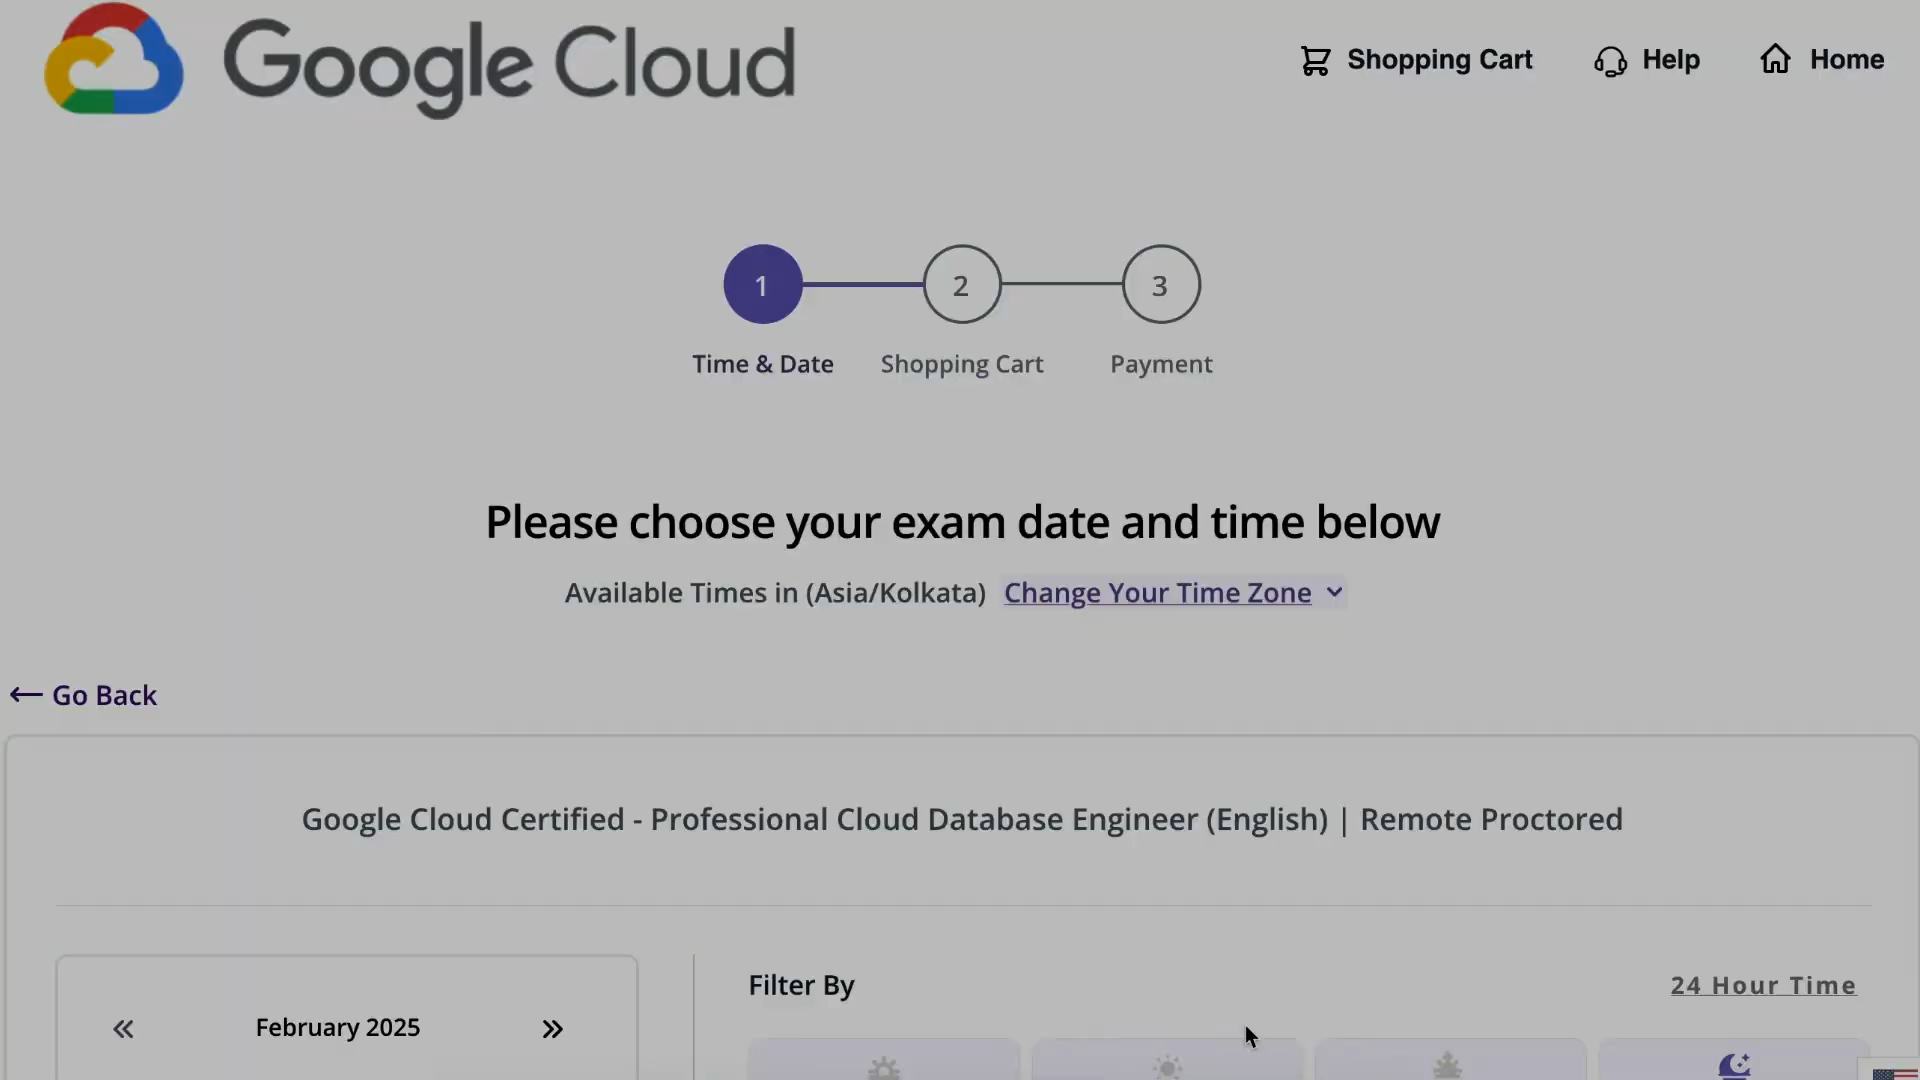 Google Cloud
Shopping Cart
Help
Home
1
2
3
Time & Date
Shopping Cart
Payment
Please choose your exam date and time below
Available Times in (Asia/Kolkata) Change Your Time Zone
Go Back
Google Cloud Certified - Professional Cloud Database Engineer (English) | Remote Proctored
February 2025
Filter By
24 Hour Time